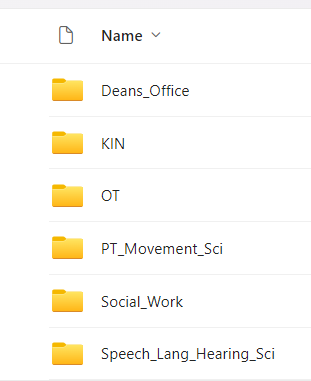 Name
Deans_Office
KIN
OT
PT_Movement_Sci
Social_Work
Speech_Lang_Hearing_Sci